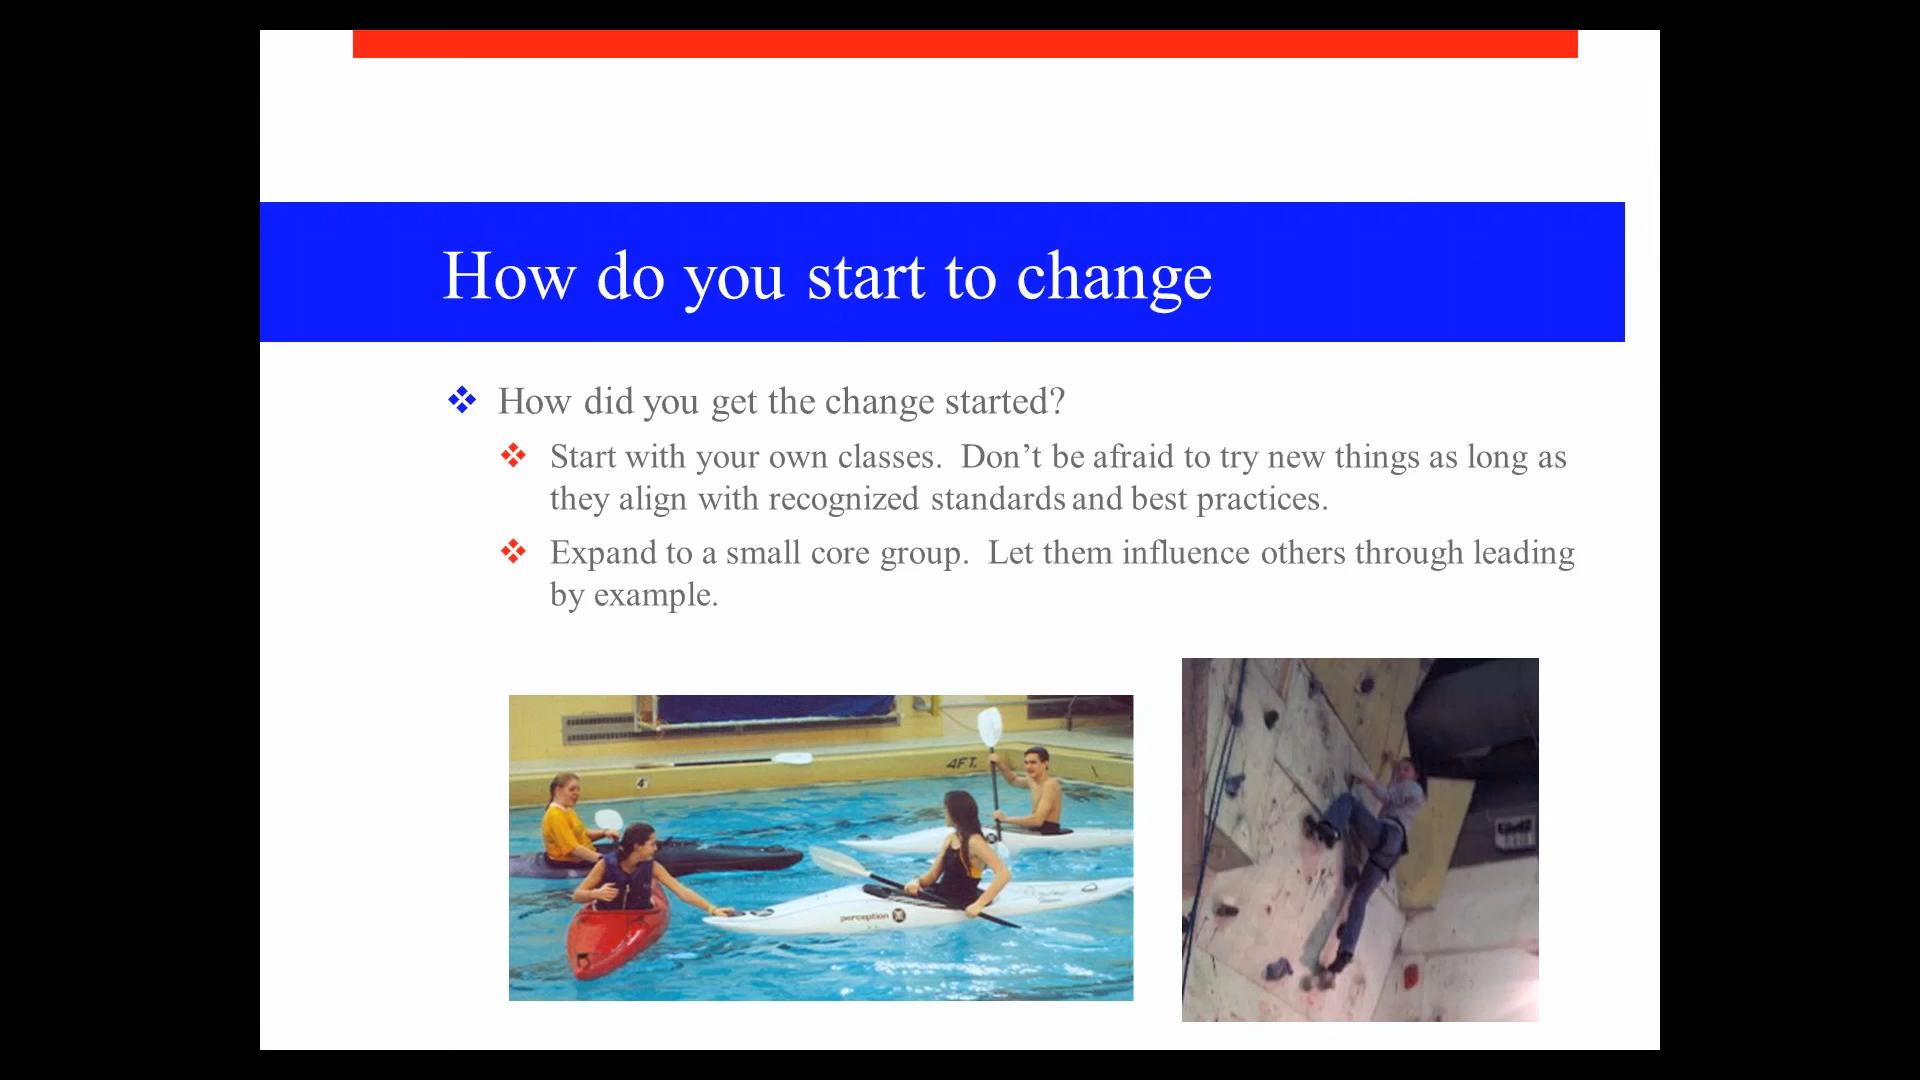 How do you start to change
How did you get the change started?
Start with your own classes.  Don’t be afraid to try new things as long as
they align with recognized standards and best practices.
Expand to a small core group.  Let them influence others through leading
by example.
4'
4FT.
perception